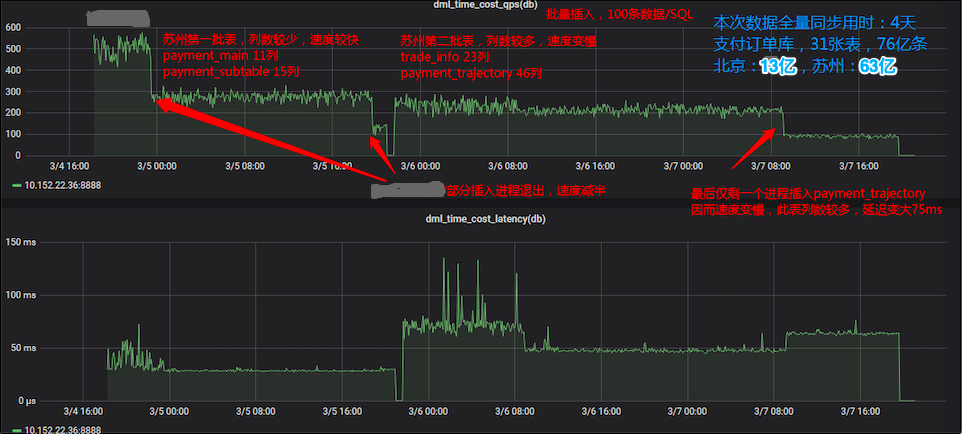 dml_time_cost_qps(db)
批量插入，100条数据/SQL
本次数据全量同步用时：4天
支付订单库，31张表，76亿条
北京：13亿，苏州：63亿
苏州第一批表，列数较少，速度较快
payment_main 11列
payment_subtable 15列
苏州第二批表，列数较多，速度变慢
trade_info 23列
payment_trajectory 46列
600
500
400
300
200
100
0
3/4 16:00 3/5 00:00 3/5 08:00 3/5 16:00 3/6 00:00 3/6 08:00 3/6 16:00 3/7 00:00 3/7 08:00 3/7 16:00
10.152.22.36:8888
部分插入进程退出，速度减半
最后仅剩一个进程插入payment_trajectory
因而速度变慢，此表列数较多，延迟变大75ms
dml_time_cost_latency(db)
150 ms
100 ms
50 ms
0 µs
3/4 16:00 3/5 00:00 3/5 08:00 3/5 16:00 3/6 00:00 3/6 08:00 3/6 16:00 3/7 00:00 3/7 08:00 3/7 16:00
10.152.22.36:8888